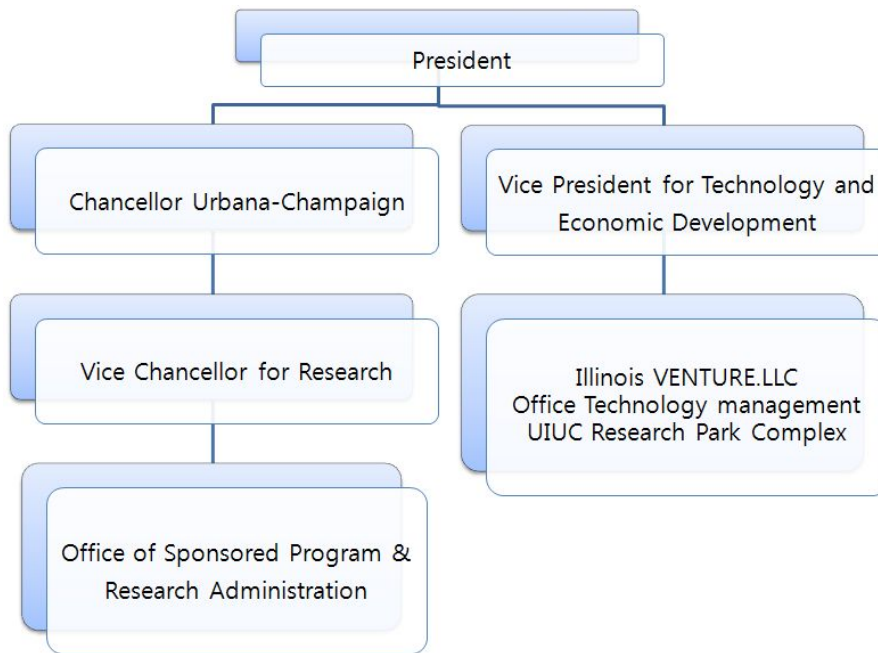 President
Chancellor Urbana-Champaign
Vice President for Technology and
Economic Development
Vice Chancellor for Research
Illinois VENTURE.LLC
Office Technology management
UIUC Research Park Complex
Office of Sponsored Program &
Research Administration